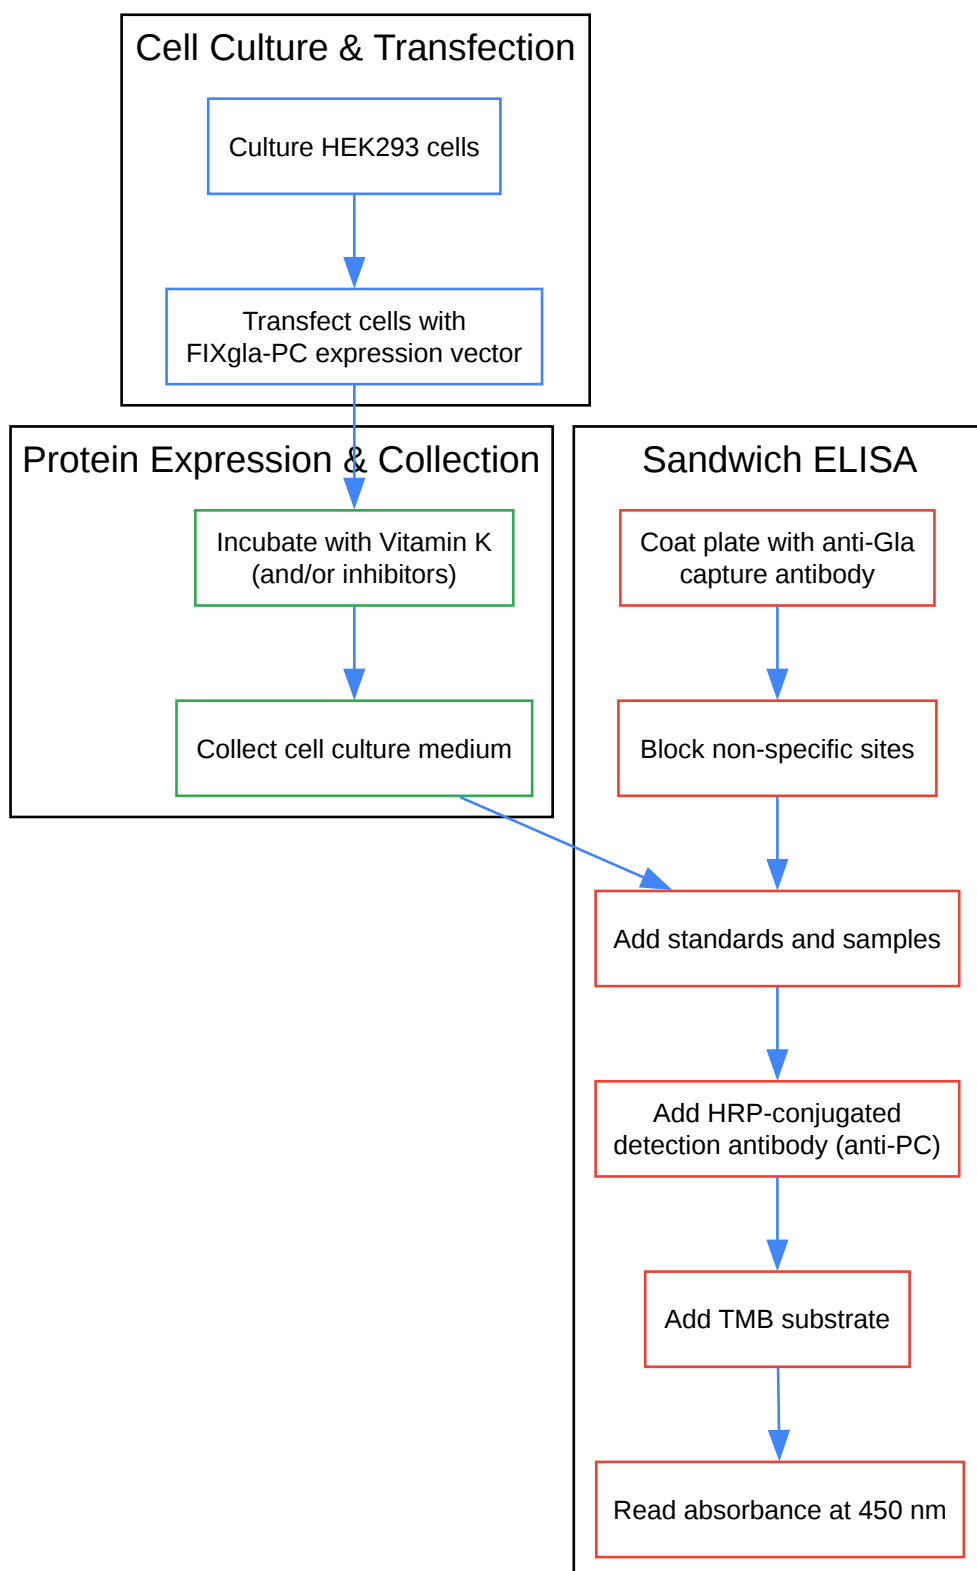 Cell Culture & Transfection
Culture HEK293 cells
Transfect cells with
FIXgla-PC expression vector
Protein Expression & Collection
Incubate with Vitamin K
(and/or inhibitors)
Collect cell culture medium
Sandwich ELISA
Coat plate with anti-Gla
capture antibody
Block non-specific sites
Add standards and samples
Add HRP-conjugated
detection antibody (anti-PC)
Add TMB substrate
Read absorbance at 450 nm